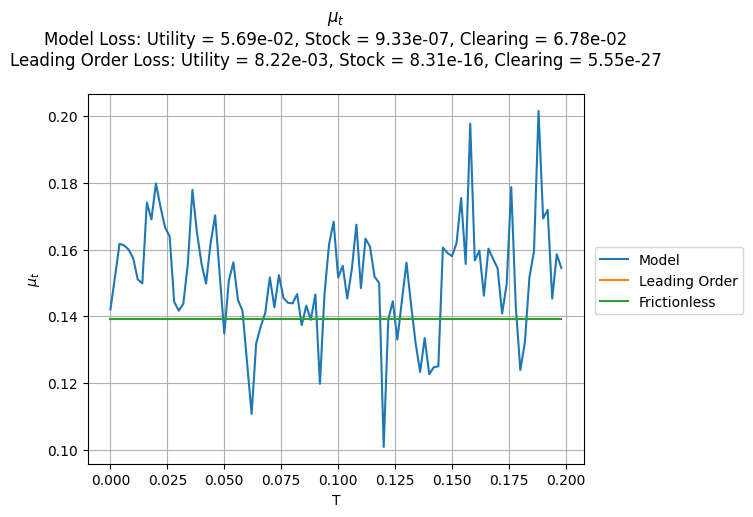 μt
Model Loss: Utility = 5.69e-02, Stock = 9.33e-07, Clearing = 6.78e-02
Leading Order Loss: Utility = 8.22e-03, Stock = 8.31e-16, Clearing = 5.55e-27
0.20
0.18
0.16
0.14
0.12
0.10
μt
0.000
0.025
0.050
0.075
0.100
0.125
0.150
0.175
0.200
T
Model
Leading Order
Frictionless